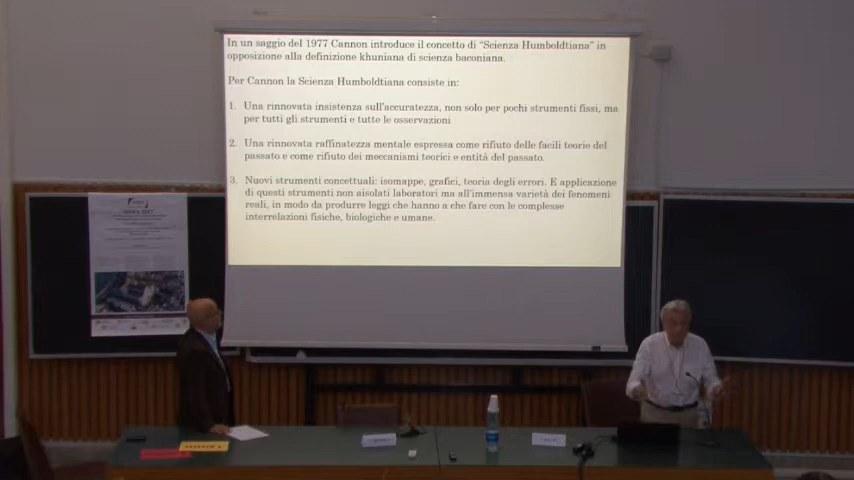 In un saggio del 1977 Cannon introduce il concetto di "Scienza Humboldtiana" in
opposizione alla definizione khuniana di scienza baconiana.
Per Cannon la Scienza Humboldtiana consiste in:
1. Una rinnovata insistenza sull'accuratezza, non solo per pochi strumenti fissi, ma
per tutti gli strumenti e tutte le osservazioni
2. Una rinnovata raffinatezza mentale espressa come rifiuto delle facili teorie del
passato e come rifiuto dei meccanismi teorici e entità del passato.
3. Nuovi strumenti concettuali: isomappe, grafici, teoria degli errori. E applicazione
di questi strumenti non aisolati laboratori ma all'immensa varietà dei fenomeni
reali, in modo da produrre leggi che hanno a che fare con le complesse
interrelazioni fisiche, biologiche e umane.